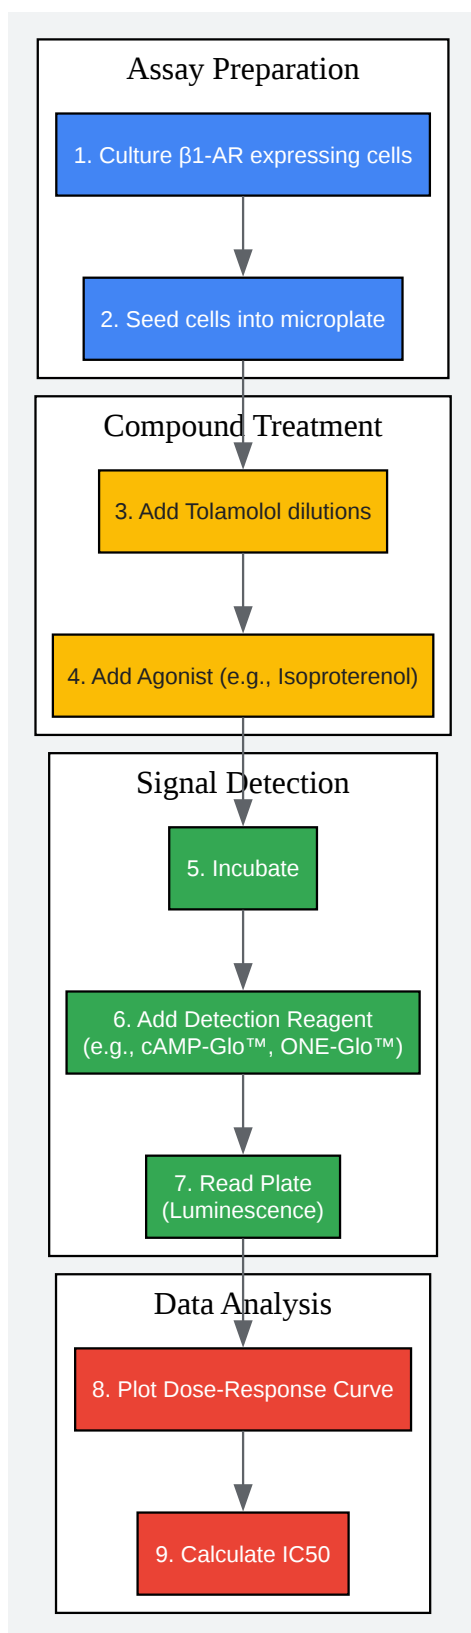 Assay Preparation
1. Culture β1-AR expressing cells
2. Seed cells into microplate
Compound Treatment
3. Add Tolamolol dilutions
4. Add Agonist (e.g., Isoproterenol)
Signal Detection
5. Incubate
6. Add Detection Reagent
(e.g., cAMP-Glo™, ONE-Glo™)
7. Read Plate
(Luminescence)
Data Analysis
8. Plot Dose-Response Curve
9. Calculate IC50